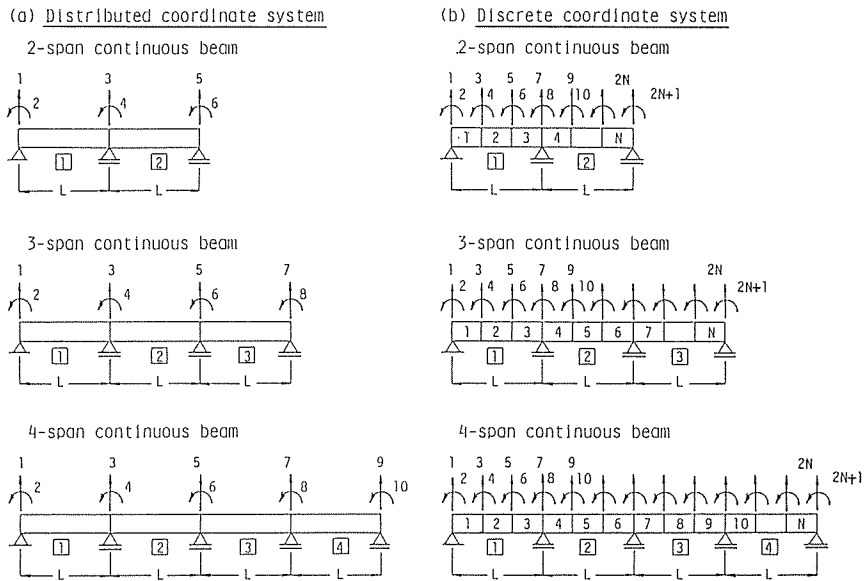 (a) Distributed coordinate system
2-span continuous beam
1 3 5
2 4 6
1 2
L L
3-span continuous beam
1 3 5 7
2 4 6 8
1 2 3
L L L
4-span continuous beam
1 3 5 7 9
2 4 6 8 10
1 2 3 4
L L L L
(b) Discrete coordinate system
2-span continuous beam
1 3 5 7 9 2N
2 4 6 8 10 2N+1
1 2 3 4 N
1 2
L L
3-span continuous beam
1 3 5 7 9 2N
2 4 6 8 10 2N+1
1 2 3 4 5 6 7 N
1 2 3
L L L
4-span continuous beam
1 3 5 7 9 2N
2 4 6 8 10 2N+1
1 2 3 4 5 6 7 8 9 10 N
1 2 3 4
L L L L